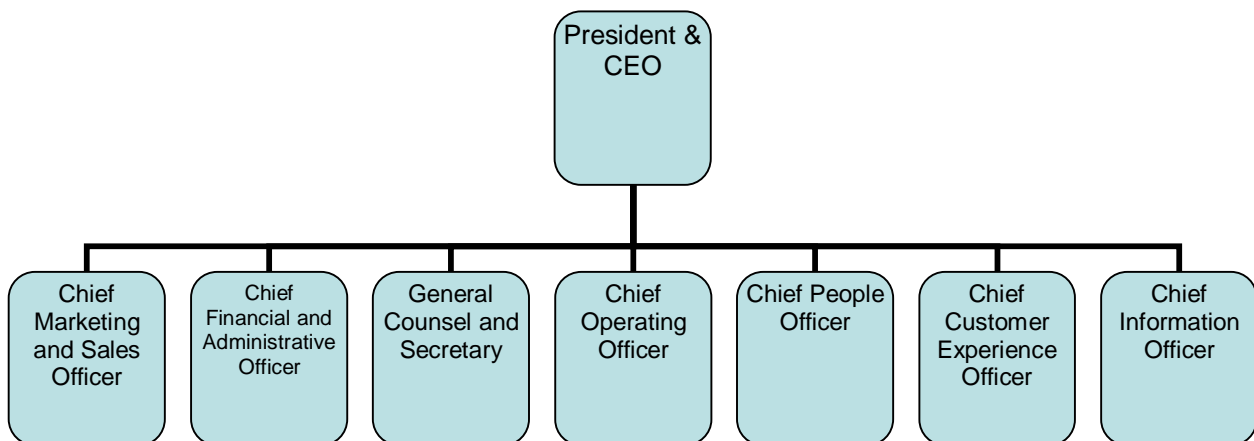 President &
CEO
Chief
Marketing
and Sales
Officer
Chief
Financial and
Administrative
Officer
General
Counsel and
Secretary
Chief
Operating
Officer
Chief People
Officer
Chief
Customer
Experience
Officer
Chief
Information
Officer